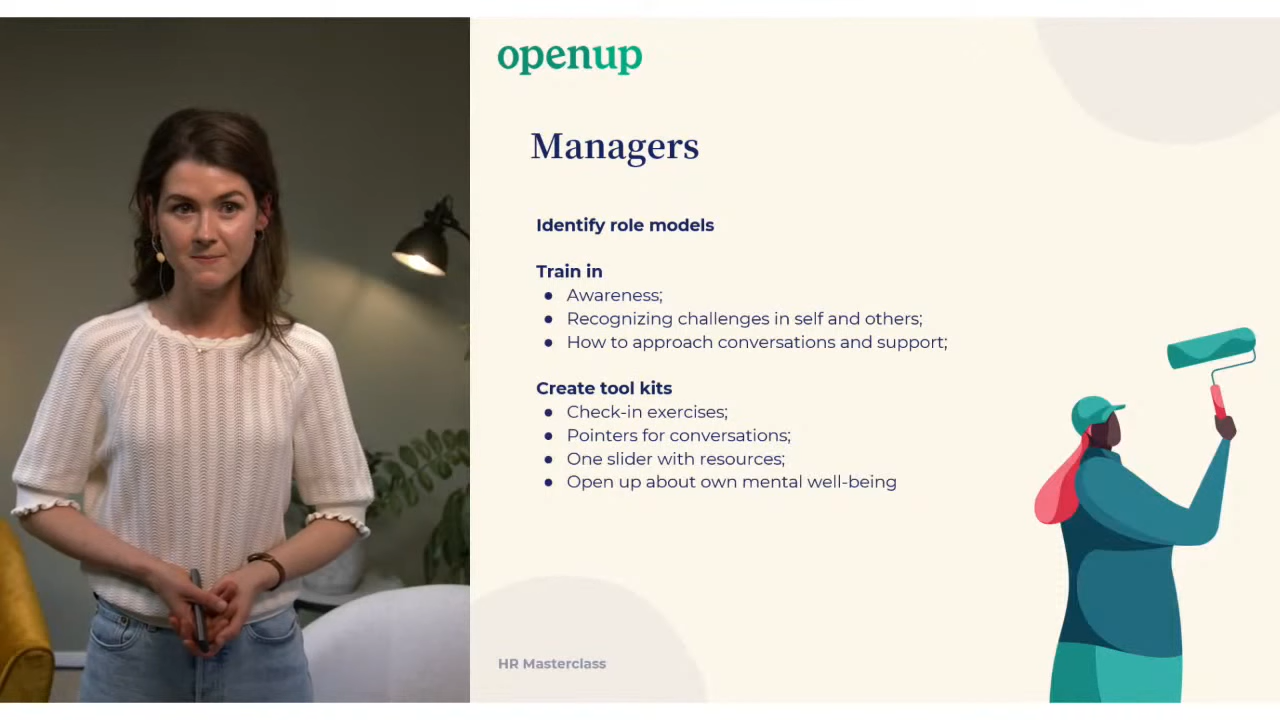 openup
Managers
Identify role models
Train in
● Awareness;
● Recognizing challenges in self and others;
● How to approach conversations and support;
Create tool kits
● Check-in exercises;
● Pointers for conversations;
● One slider with resources;
● Open up about own mental well-being
HR Masterclass